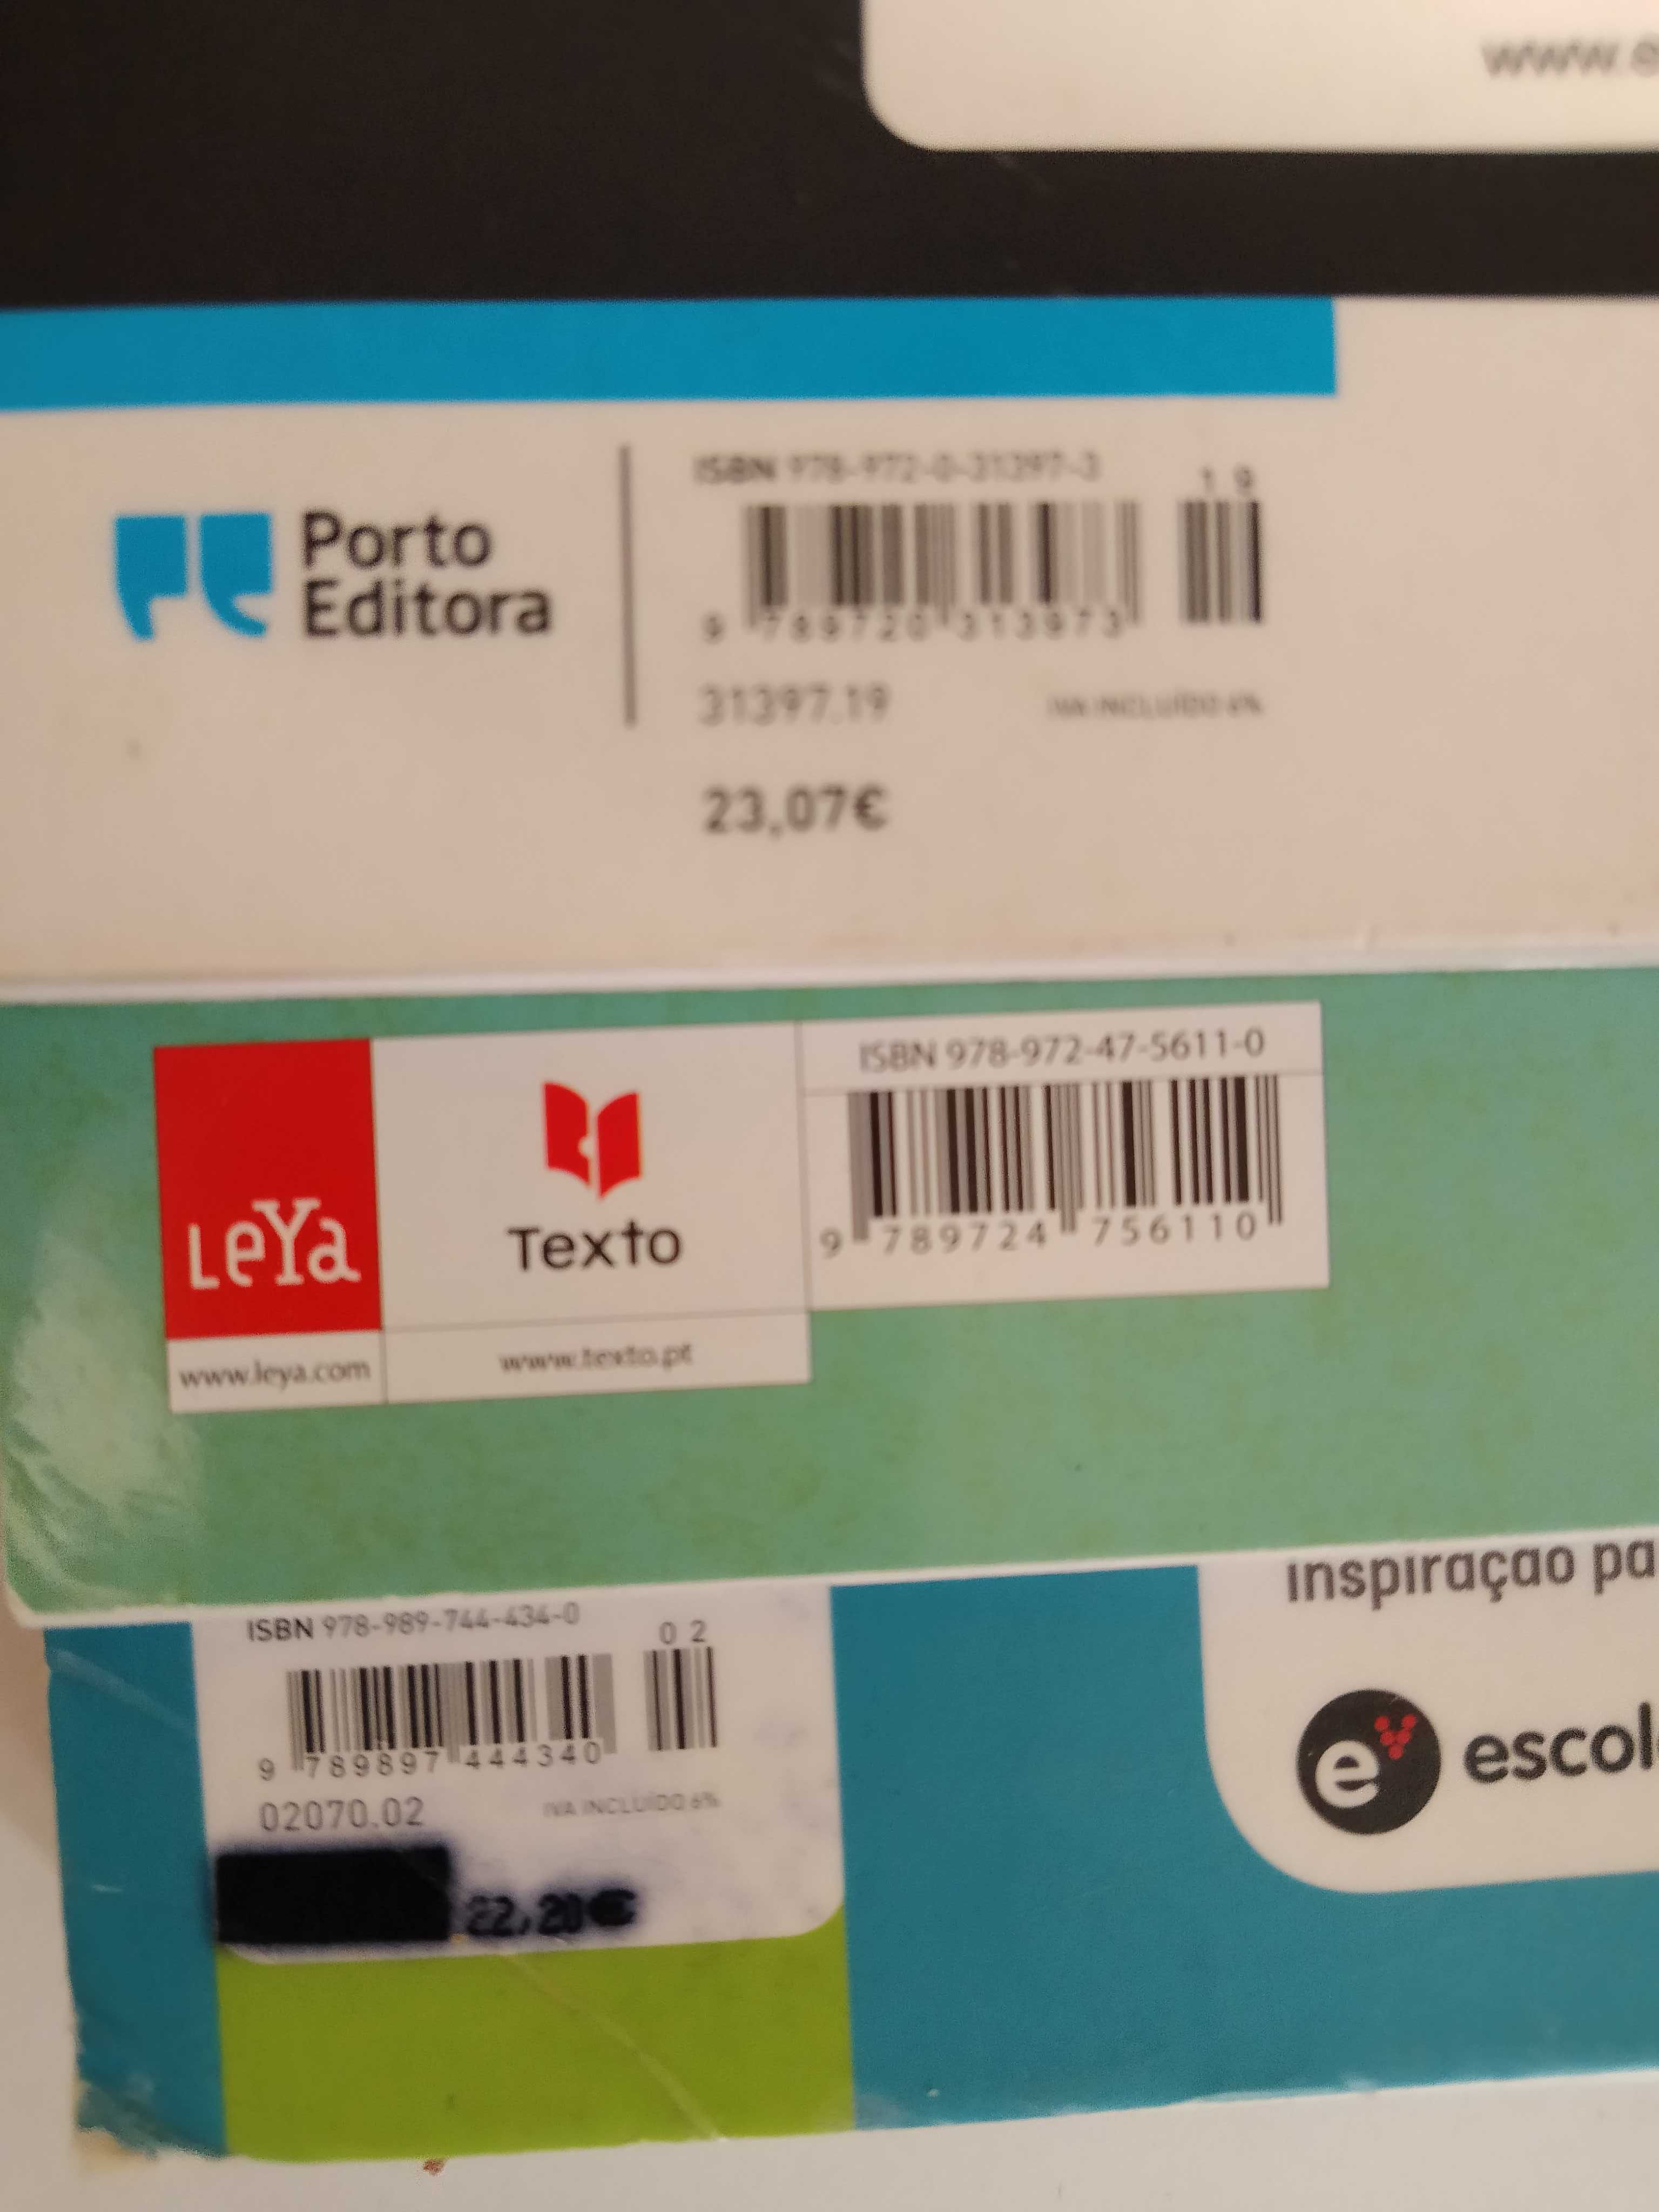 www.e
ISBN 978-972-0-31397-3
1 9
Porto
Editora
9 789720 313973
31397.19 IVA INCLUÍDO 6%
23,07€
ISBN 978-972-47-5611-0
LeYa
Texto
9 789724 756110
www.leya.com
www.texto.pt
inspiração pa
ISBN 978-989-744-434-0
0 2
9 789897 444340
e escol
02070.02 IVA INCLUÍDO 6%
22,20€